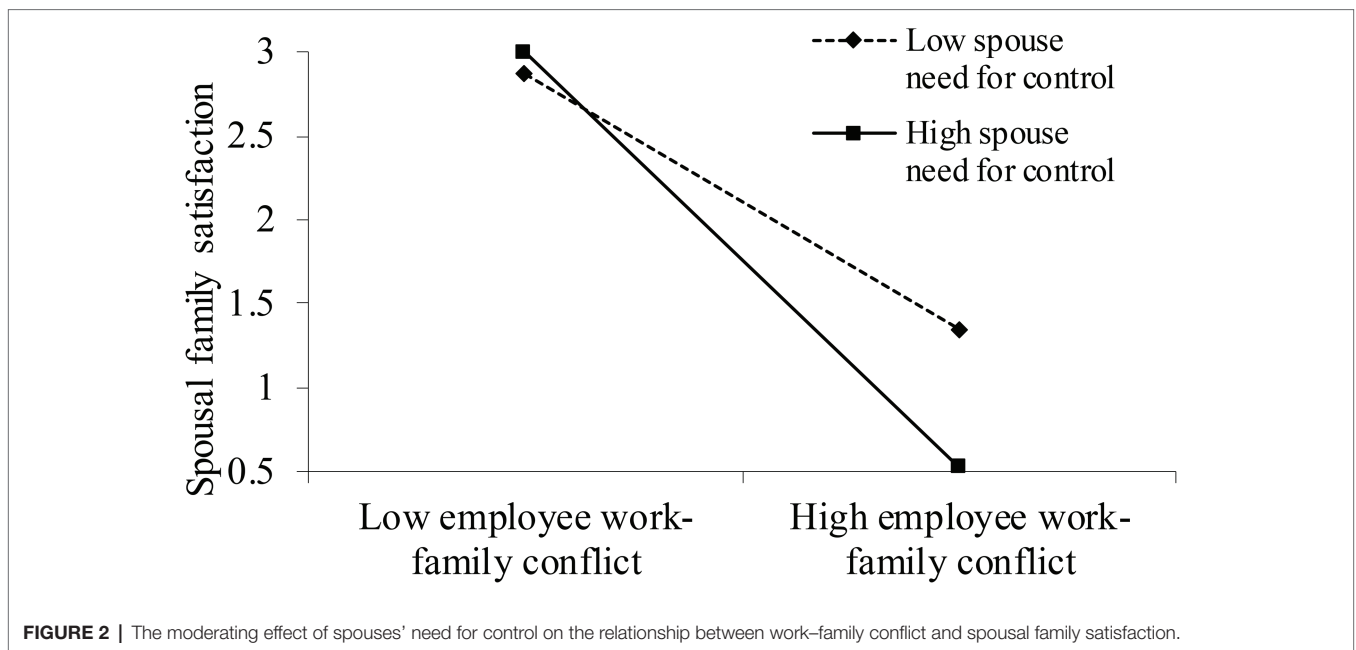 Spousal family satisfaction
3
2.5
2
1.5
1
0.5
Low spouse
need for control
High spouse
need for control
Low employee work-
family conflict
High employee work-
family conflict
FIGURE 2 | The moderating effect of spouses' need for control on the relationship between work–family conflict and spousal family satisfaction.